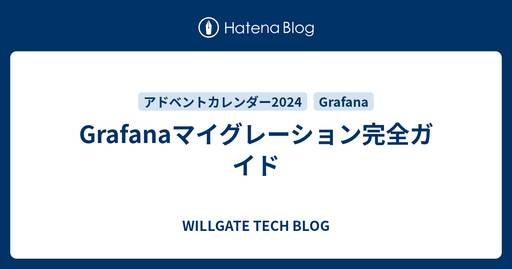 Hatena Blog
アドベントカレンダー2024 Grafana
Grafanaマイグレーション完全ガ
イド
WILLGATE TECH BLOG